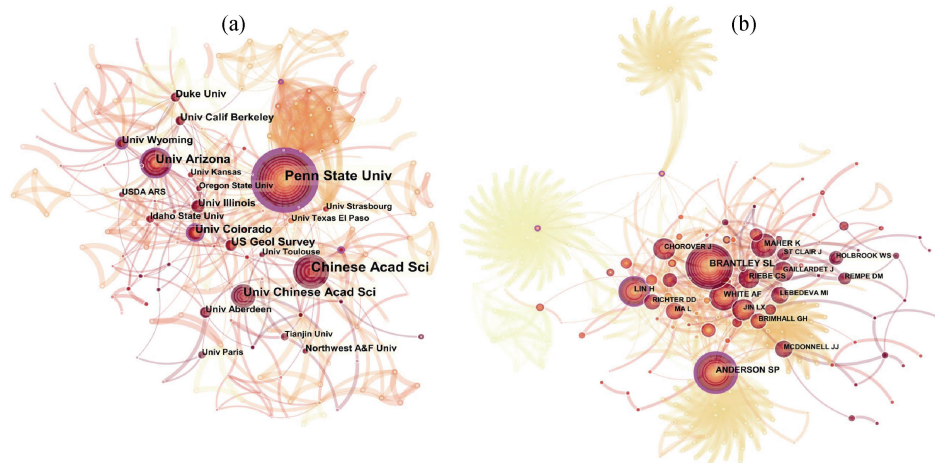 (a)
Duke Univ
Univ Calif Berkeley
Univ Wyoming
Univ Arizona
Univ Kansas
Penn State Univ
Oregon State Univ
USDA ARS
Univ Illinois
Univ Strasbourg
Idaho State Univ
Univ Texas El Paso
Univ Colorado
US Geol Survey
Univ Toulouse
Chinese Acad Sci
Univ Chinese Acad Sci
Univ Aberdeen
Tianjin Univ
Univ Paris
Northwest A&F Univ
(b)
CHOROVER J
MAHER K
ST CLAIR J
HOLBROOK WS
BRANTLEY SL
GAILLARDET J
RIEBE CS
REMPE DM
LIN H
WHITE AF
LEBEDEVA MI
RICHTER DD
JIN LX
MA L
BRIMHALL GH
MCDONNELL JJ
ANDERSON SP